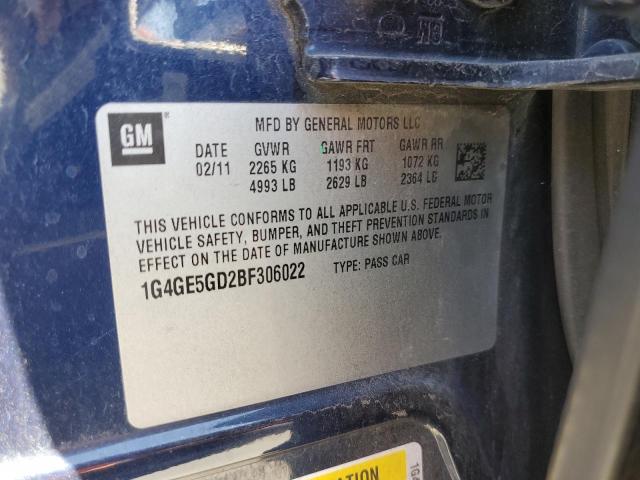 GM
GM
®
MFD BY GENERAL MOTORS LLC
DATE GVWR GAWR FRT GAWR RR
02/11 2265 KG 1193 KG 1072 KG
4993 LB 2629 LB 2364 LB
THIS VEHICLE CONFORMS TO ALL APPLICABLE U.S. FEDERAL MOTOR
VEHICLE SAFETY, BUMPER, AND THEFT PREVENTION STANDARDS IN
EFFECT ON THE DATE OF MANUFACTURE SHOWN ABOVE.
1G4GE5GD2BF306022 TYPE: PASS CAR
1G4